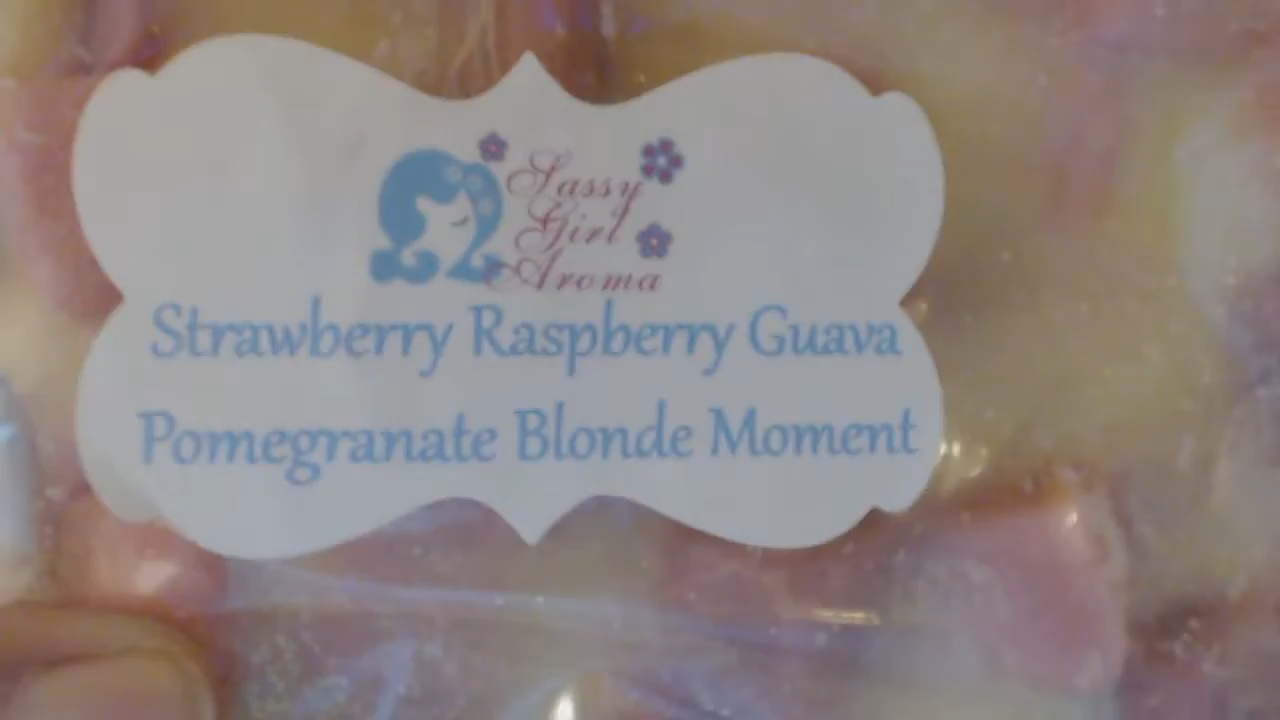 Sassy
Girl
Aroma
Strawberry Raspberry Guava
Pomegranate Blonde Moment